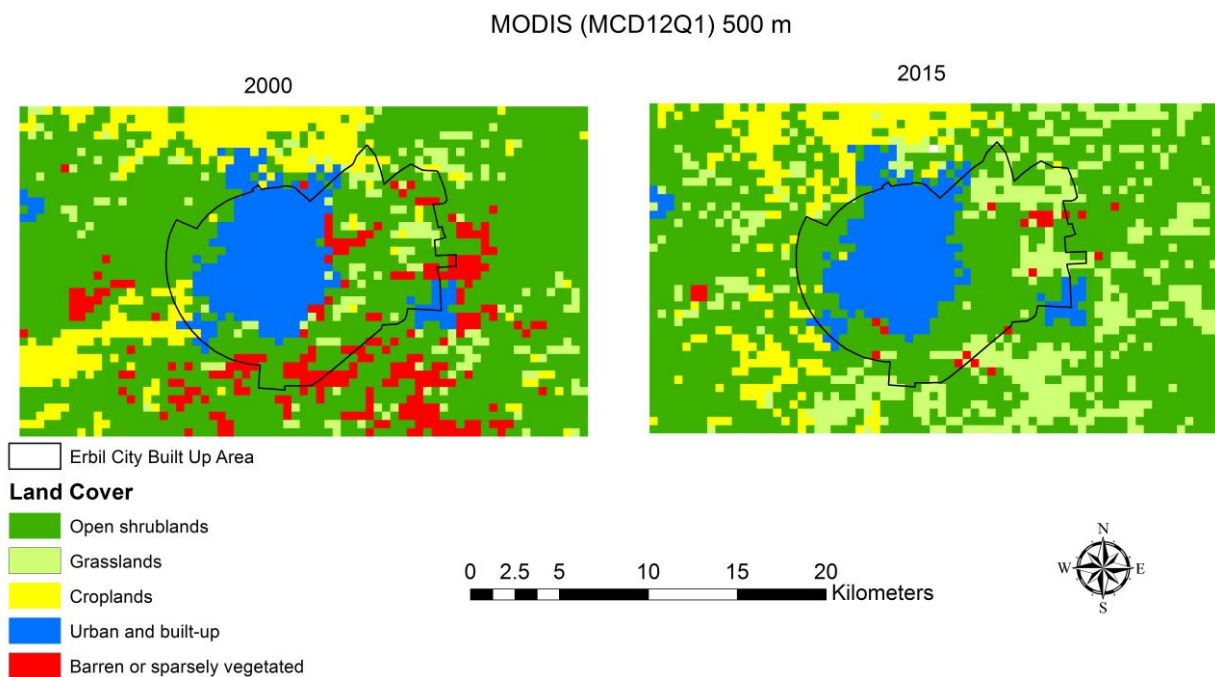 MODIS (MCD12Q1) 500 m
2000
2015
Erbil City Built Up Area
Land Cover
Open shrublands
Grasslands
Croplands
Urban and built-up
Barren or sparsely vegetated
0 2.5 5 10 15 20
Kilometers
N
W E
S